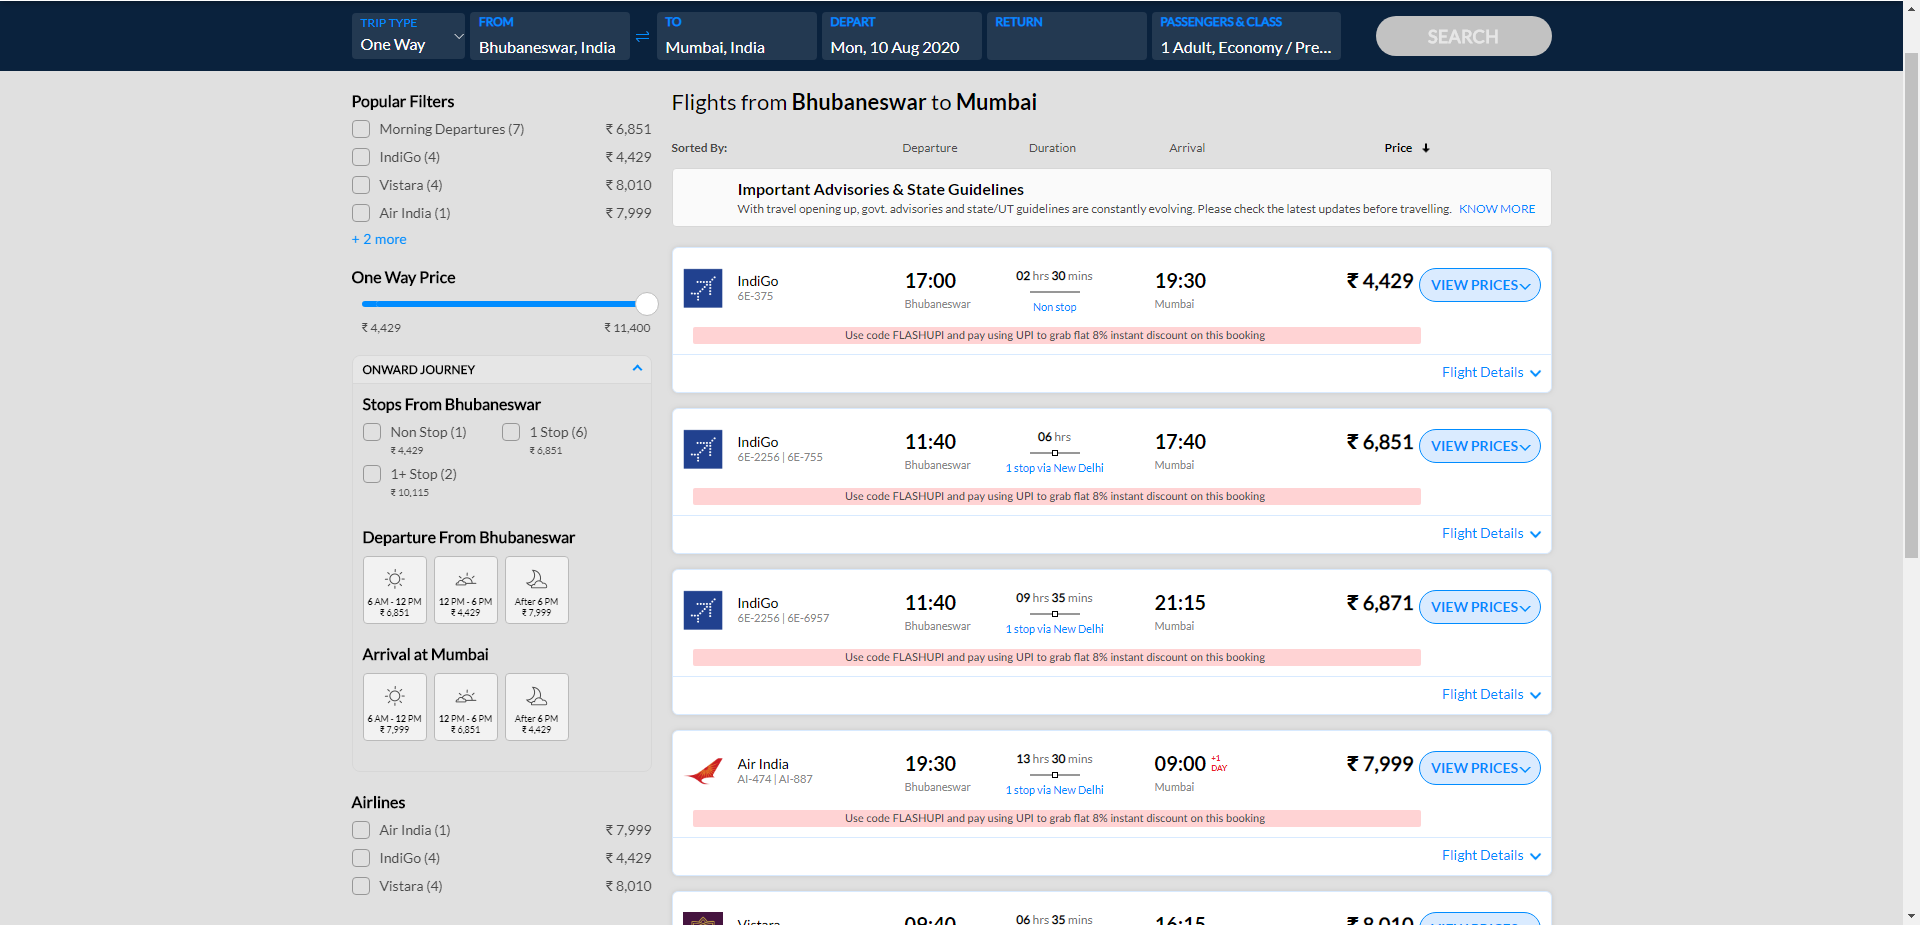 TRIP TYPE
One Way
FROM
Bhubaneswar, India
TO
Mumbai, India
DEPART
Mon, 10 Aug 2020
RETURN
PASSENGERS & CLASS
1 Adult, Economy / Pre...
SEARCH
Popular Filters
Morning Departures (7) ₹ 6,851
IndiGo (4) ₹ 4,429
Vistara (4) ₹ 8,010
Air India (1) ₹ 7,999
+ 2 more
One Way Price
₹ 4,429 ₹ 11,400
ONWARD JOURNEY
Stops From Bhubaneswar
Non Stop (1) 1 Stop (6)
₹ 4,429 ₹ 6,851
1+ Stop (2)
₹ 10,115
Departure From Bhubaneswar
6 AM - 12 PM 12 PM - 6 PM After 6 PM
₹ 6,851 ₹ 4,429 ₹ 7,999
Arrival at Mumbai
6 AM - 12 PM 12 PM - 6 PM After 6 PM
₹ 7,999 ₹ 6,851 ₹ 4,429
Airlines
Air India (1) ₹ 7,999
IndiGo (4) ₹ 4,429
Vistara (4) ₹ 8,010
Flights from Bhubaneswar to Mumbai
Sorted By: Departure Duration Arrival Price
Important Advisories & State Guidelines
With travel opening up, govt. advisories and state/UT guidelines are constantly evolving. Please check the latest updates before travelling. KNOW MORE
IndiGo 17:00 02 hrs 30 mins 19:30 ₹ 4,429 VIEW PRICES
6E-375 Bhubaneswar Non stop Mumbai
Use code FLASHUPI and pay using UPI to grab flat 8% instant discount on this booking
Flight Details
IndiGo 11:40 06 hrs 17:40 ₹ 6,851 VIEW PRICES
6E-2256 | 6E-755 Bhubaneswar 1 stop via New Delhi Mumbai
Use code FLASHUPI and pay using UPI to grab flat 8% instant discount on this booking
Flight Details
IndiGo 11:40 09 hrs 35 mins 21:15 ₹ 6,871 VIEW PRICES
6E-2256 | 6E-6957 Bhubaneswar 1 stop via New Delhi Mumbai
Use code FLASHUPI and pay using UPI to grab flat 8% instant discount on this booking
Flight Details
Air India 19:30 13 hrs 30 mins 09:00 +1 DAY ₹ 7,999 VIEW PRICES
AI-474 | AI-887 Bhubaneswar 1 stop via New Delhi Mumbai
Use code FLASHUPI and pay using UPI to grab flat 8% instant discount on this booking
Flight Details
Vistara 09:40 06 hrs 35 mins 16:15 ₹ 8,010 VIEW PRICES